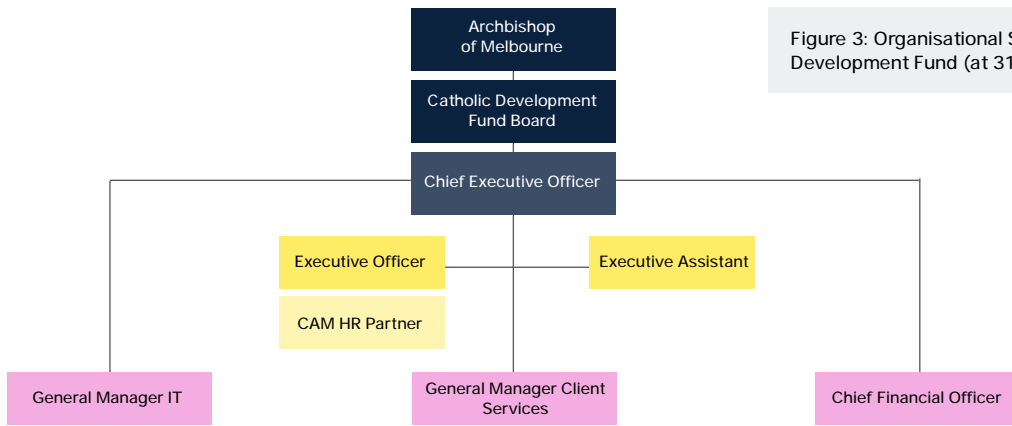 Archbishop
of Melbourne
Figure 3: Organisational
Development Fund (at 31
Catholic Development
Fund Board
Chief Executive Officer
Executive Officer
Executive Assistant
CAM HR Partner
General Manager IT
General Manager Client
Services
Chief Financial Officer